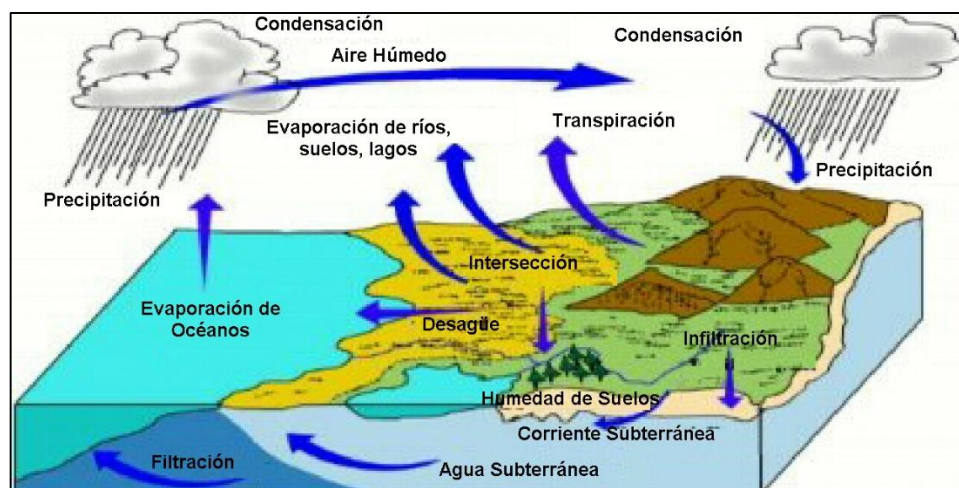 Condensación
Condensación
Aire Húmedo
Evaporación de ríos,
suelos, lagos
Transpiración
Precipitación
Precipitación
Intersección
Evaporación de
Océanos
Desagüe
Infiltración
Humedad de Suelos
Corriente Subterránea
Filtración
Agua Subterránea